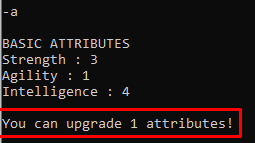 -a
BASIC ATTRIBUTES
Strength : 3
Agility : 1
Intelligence : 4
You can upgrade 1 attributes!